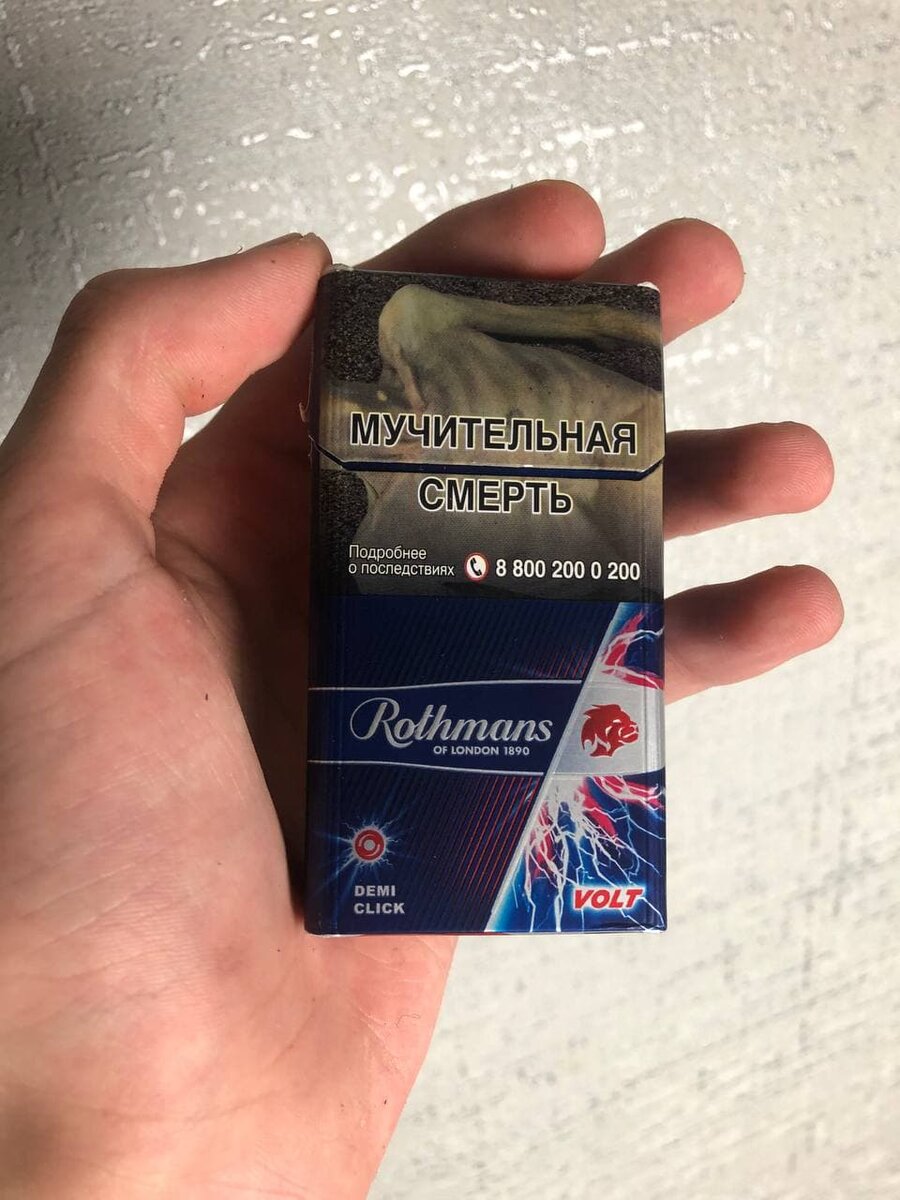 МУЧИТЕЛЬНАЯ
СМЕРТЬ
Подробнее
о последствиях 8 800 200 0 200
Rothmans
OF LONDON 1890
DEMI
CLICK
VOLT